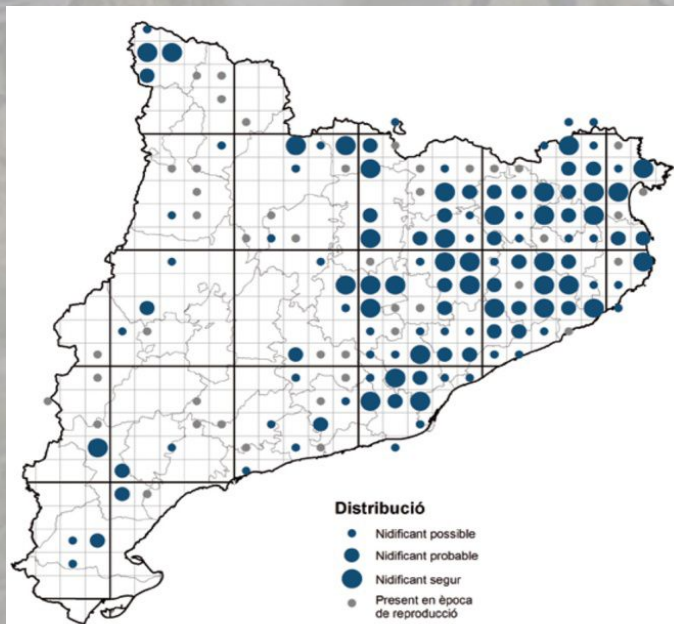 Distribució
Nidificant possible
Nidificant probable
Nidificant segur
Present en època
de reproducció